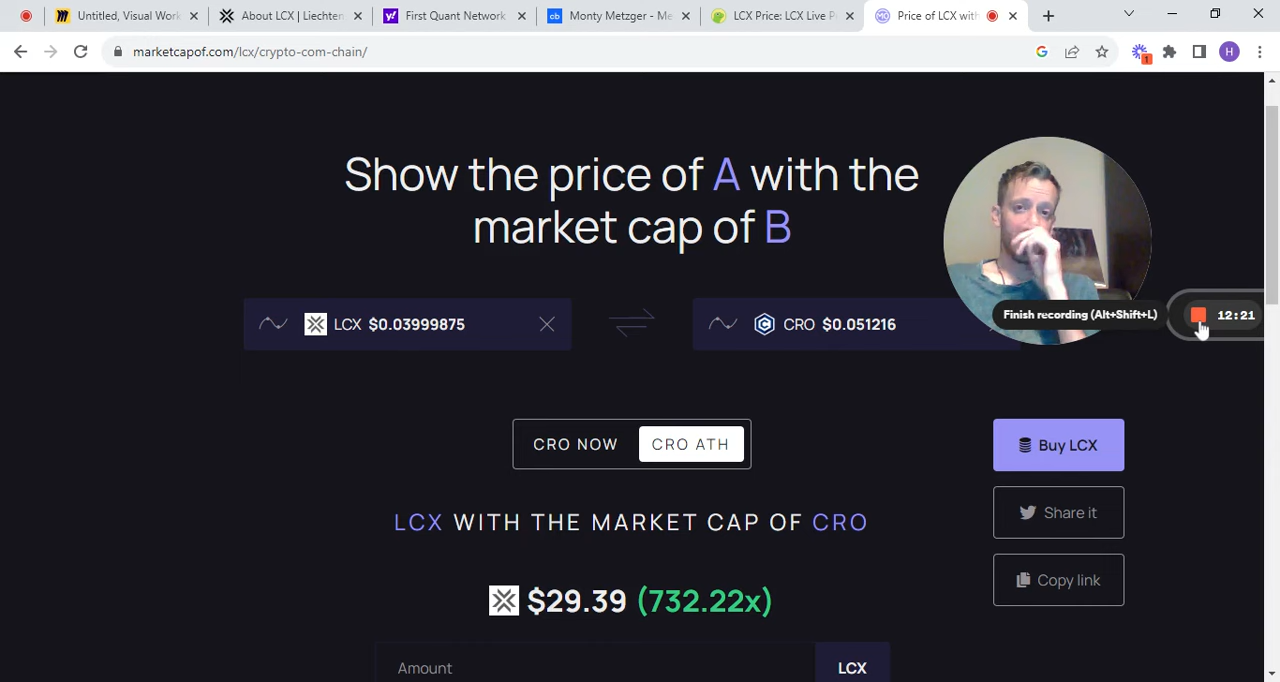 Untitled, Visual Work
About LCX | Liechten
First Quant Network
Monty Metzger - Me
LCX Price: LCX Live P
Price of LCX with
marketcapof.com/lcx/crypto-com-chain/
1
H
Show the price of A with the
market cap of B
LCX $0.03999875
CRO $0.051216
Finish recording (Alt+Shift+L)
12:21
CRO NOW
CRO ATH
Buy LCX
Share it
Copy link
LCX WITH THE MARKET CAP OF CRO
$29.39 (732.22x)
Amount
LCX